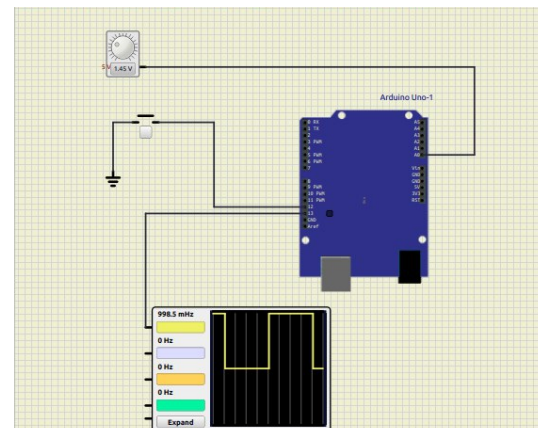 5 V
1.45 V
Arduino Uno-1
0 RX
1 TX
2
3 PWM
4
5 PWM
6 PWM
7
8
9 PWM
10 PWM
11 PWM
12
13
GND
Aref
A5
A4
A3
A2
A1
A0
Vin
GND
GND
5V
3V3
RST
998.5 mHz
0 Hz
0 Hz
0 Hz
Expand